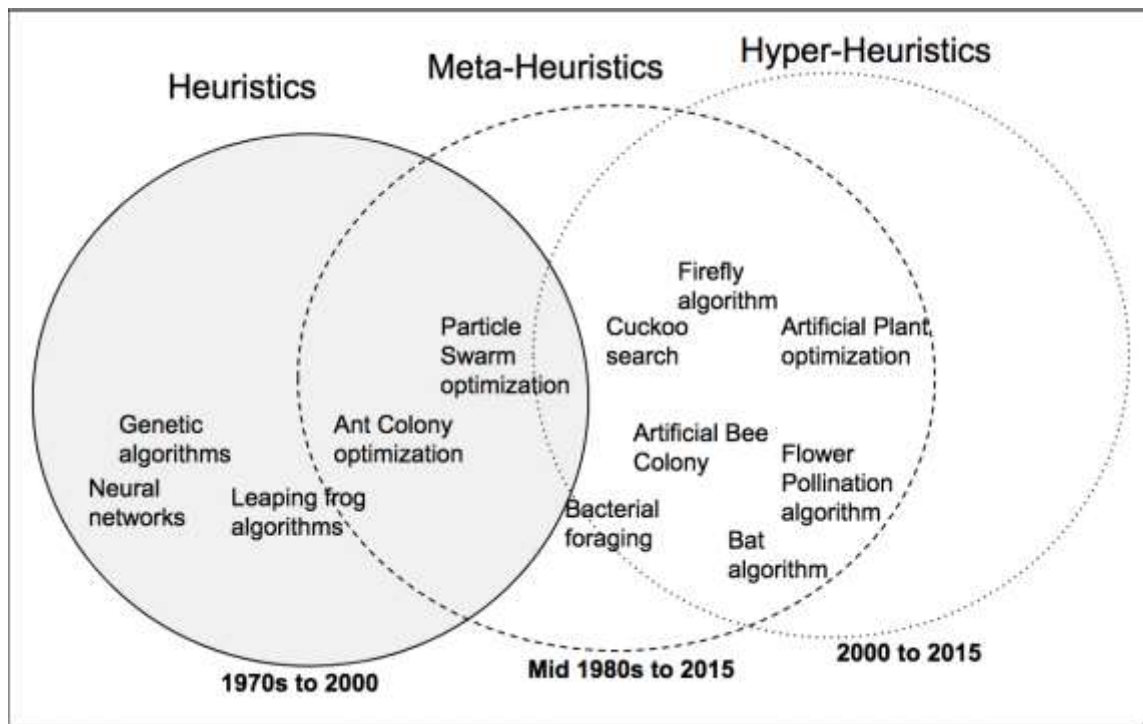 Heuristics
Meta-Heuristics
Hyper-Heuristics
Firefly
algorithm
Particle
Swarm
optimization
Cuckoo
search
Artificial Plant
optimization
Genetic
algorithms
Ant Colony
optimization
Artificial Bee
Colony
Flower
Pollination
algorithm
Neural
networks
Leaping frog
algorithms
Bacterial
foraging
Bat
algorithm
1970s to 2000
Mid 1980s to 2015
2000 to 2015